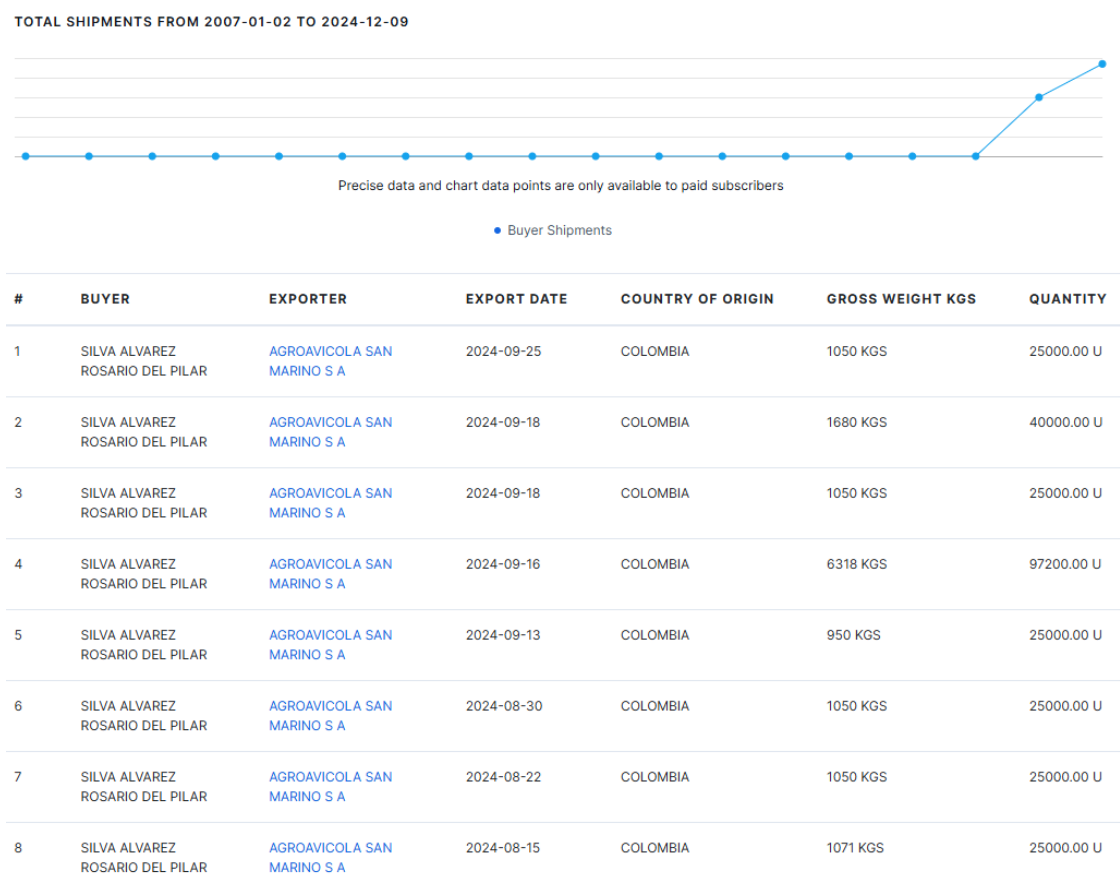 TOTAL SHIPMENTS FROM 2007-01-02 TO 2024-12-09
Precise data and chart data points are only available to paid subscribers
Buyer Shipments
# BUYER EXPORTER EXPORT DATE COUNTRY OF ORIGIN GROSS WEIGHT KGS QUANTITY
1 SILVA ALVAREZ AGROAVICOLA SAN 2024-09-25 COLOMBIA 1050 KGS 25000.00 U
ROSARIO DEL PILAR MARINO S A
2 SILVA ALVAREZ AGROAVICOLA SAN 2024-09-18 COLOMBIA 1680 KGS 40000.00 U
ROSARIO DEL PILAR MARINO S A
3 SILVA ALVAREZ AGROAVICOLA SAN 2024-09-18 COLOMBIA 1050 KGS 25000.00 U
ROSARIO DEL PILAR MARINO S A
4 SILVA ALVAREZ AGROAVICOLA SAN 2024-09-16 COLOMBIA 6318 KGS 97200.00 U
ROSARIO DEL PILAR MARINO S A
5 SILVA ALVAREZ AGROAVICOLA SAN 2024-09-13 COLOMBIA 950 KGS 25000.00 U
ROSARIO DEL PILAR MARINO S A
6 SILVA ALVAREZ AGROAVICOLA SAN 2024-08-30 COLOMBIA 1050 KGS 25000.00 U
ROSARIO DEL PILAR MARINO S A
7 SILVA ALVAREZ AGROAVICOLA SAN 2024-08-22 COLOMBIA 1050 KGS 25000.00 U
ROSARIO DEL PILAR MARINO S A
8 SILVA ALVAREZ AGROAVICOLA SAN 2024-08-15 COLOMBIA 1071 KGS 25000.00 U
ROSARIO DEL PILAR MARINO S A